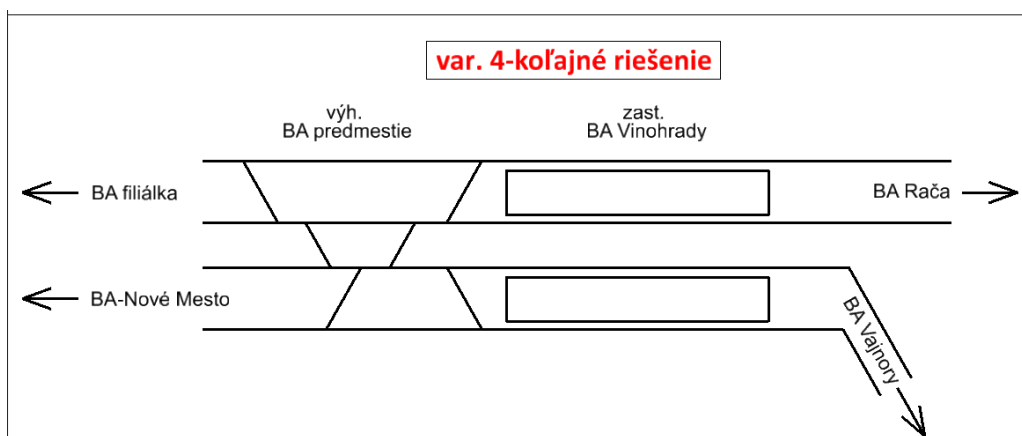 var. 4-koľajné riešenie
výh.
BA predmestie
zast.
BA Vinohrady
BA filiálka
BA Rača
BA-Nové Mesto
BA Vajnory